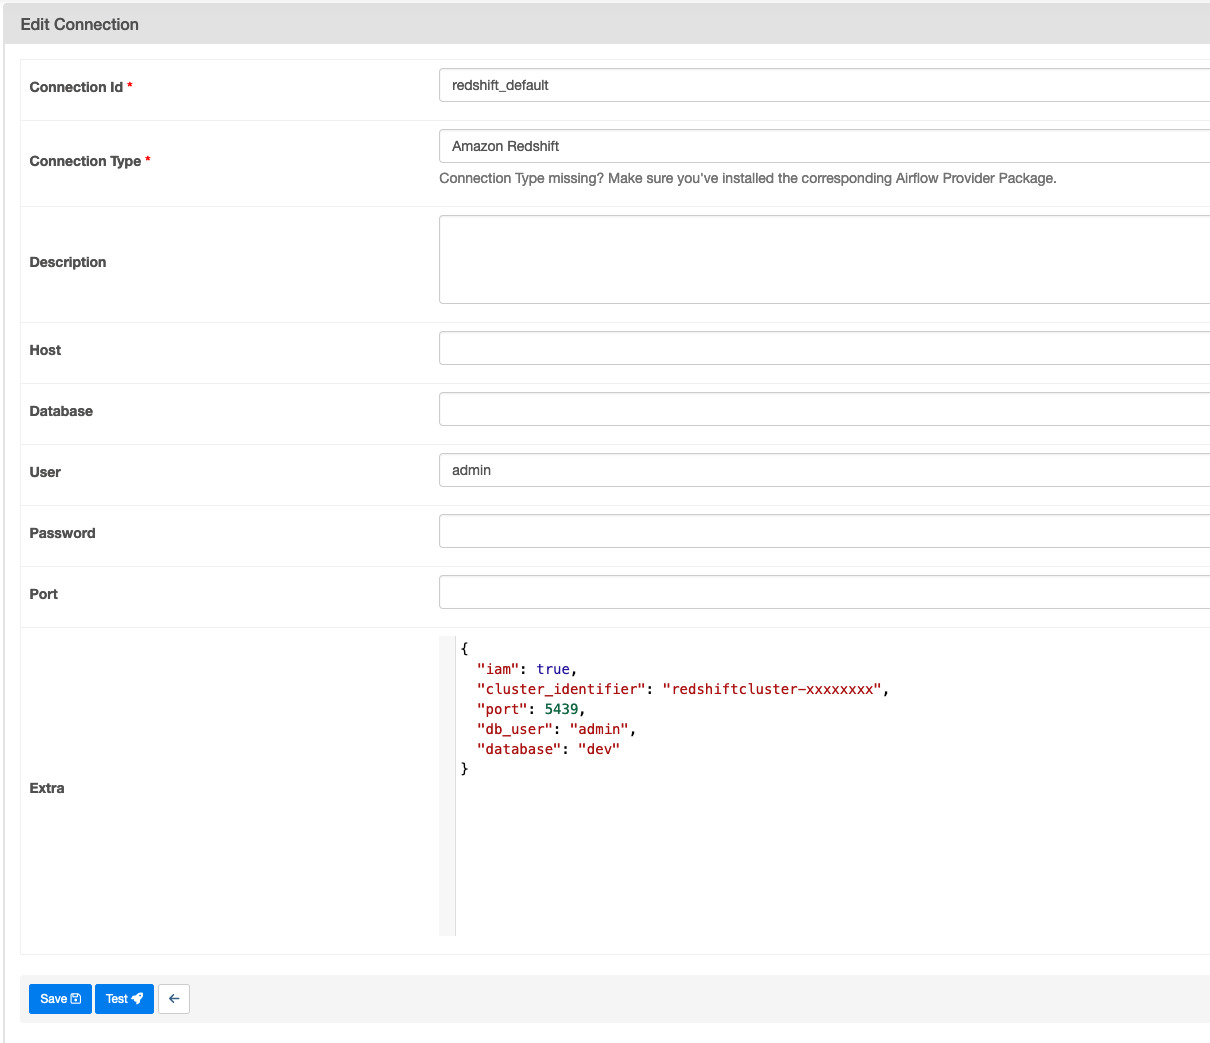 Edit Connection
Connection Id *
redshift_default
Connection Type *
Amazon Redshift
Connection Type missing? Make sure you've installed the corresponding Airflow Provider Package.
Description
Host
Database
User
admin
Password
Port
Extra
{
"iam": true,
"cluster_identifier": "redshiftcluster-xxxxxxxx",
"port": 5439,
"db_user": "admin",
"database": "dev"
}
Save
Test